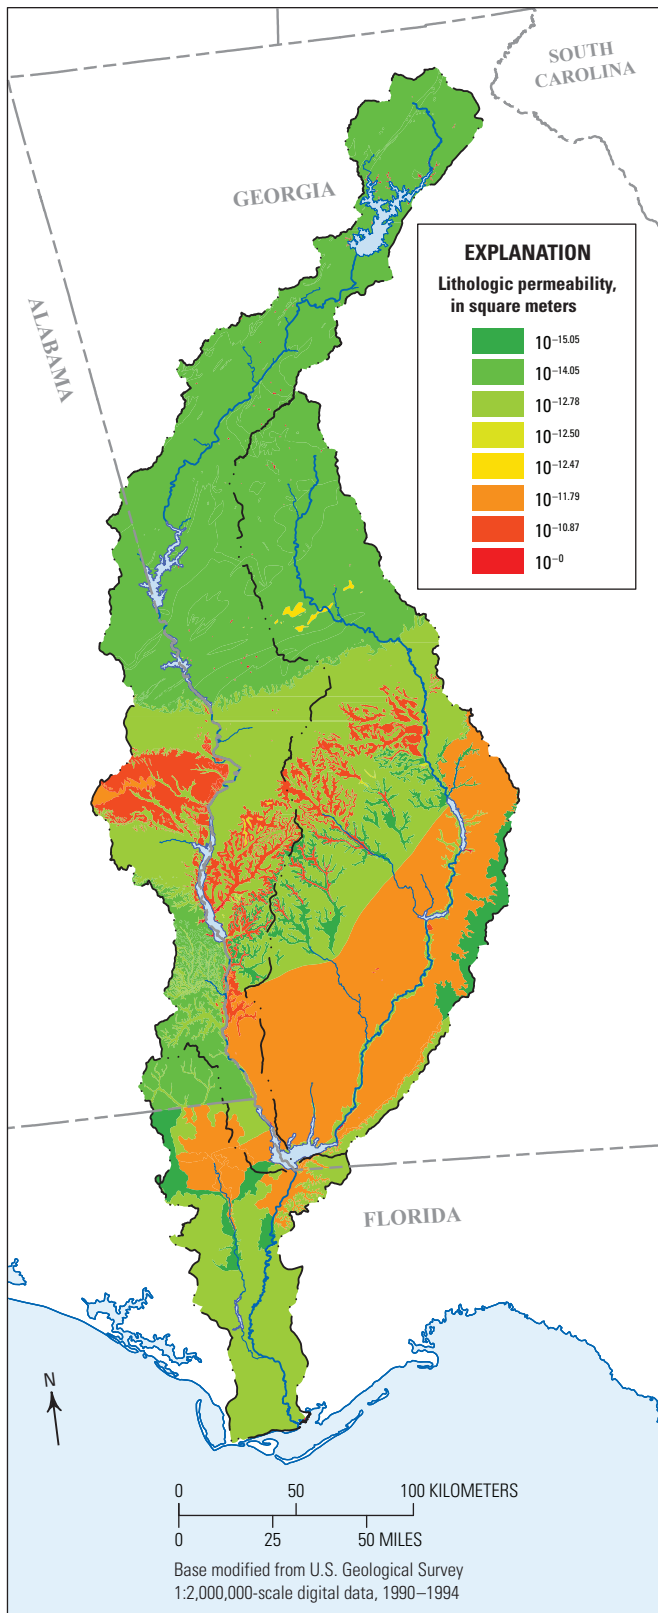 SOUTH
CAROLINA
GEORGIA
ALABAMA
EXPLANATION
Lithologic permeability,
in square meters
10–15.05
10–14.05
10–12.78
10–12.50
10–12.47
10–11.79
10–10.87
10–0
FLORIDA
N
0 50 100 KILOMETERS
0 25 50 MILES
Base modified from U.S. Geological Survey
1:2,000,000-scale digital data, 1990–1994